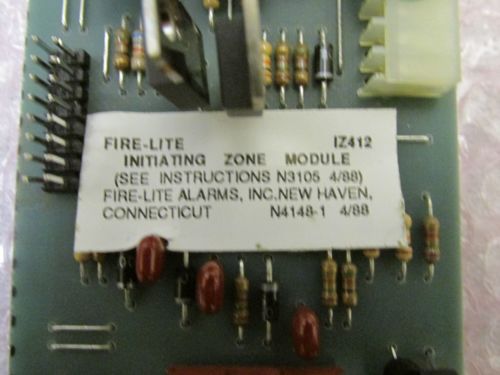 FIRE-LITE IZ412
INITIATING ZONE MODULE
(SEE INSTRUCTIONS N3105 4/88)
FIRE-LITE ALARMS, INC.NEW HAVEN,
CONNECTICUT N4148-1 4/88